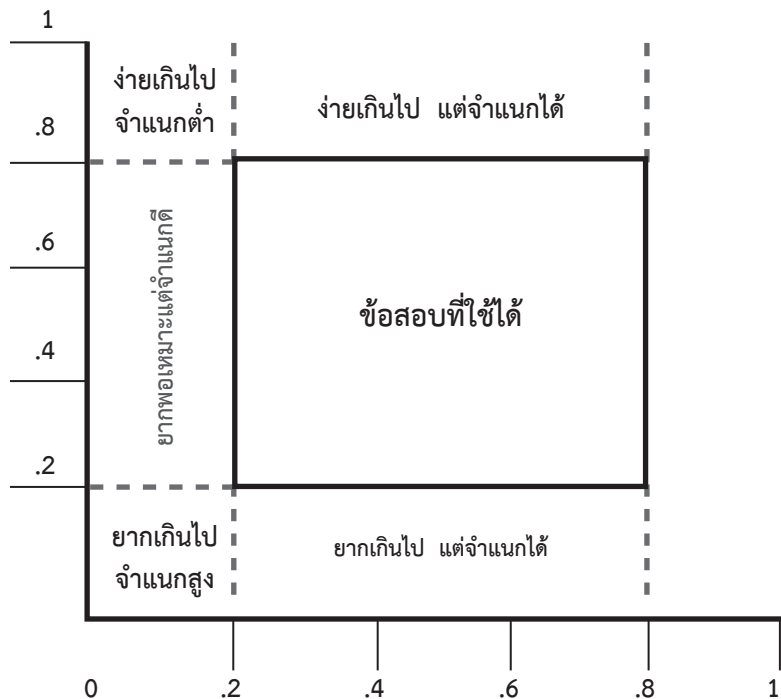 1
ง่ายเกินไป
จำแนกต่ำ
ง่ายเกินไป แต่จำแนกได้
.8
.6
ยากพอเหมาะแต่จำแนกดี
ข้อสอบที่ใช้ได้
.4
.2
ยากเกินไป
จำแนกสูง
ยากเกินไป แต่จำแนกได้
0 .2 .4 .6 .8 1